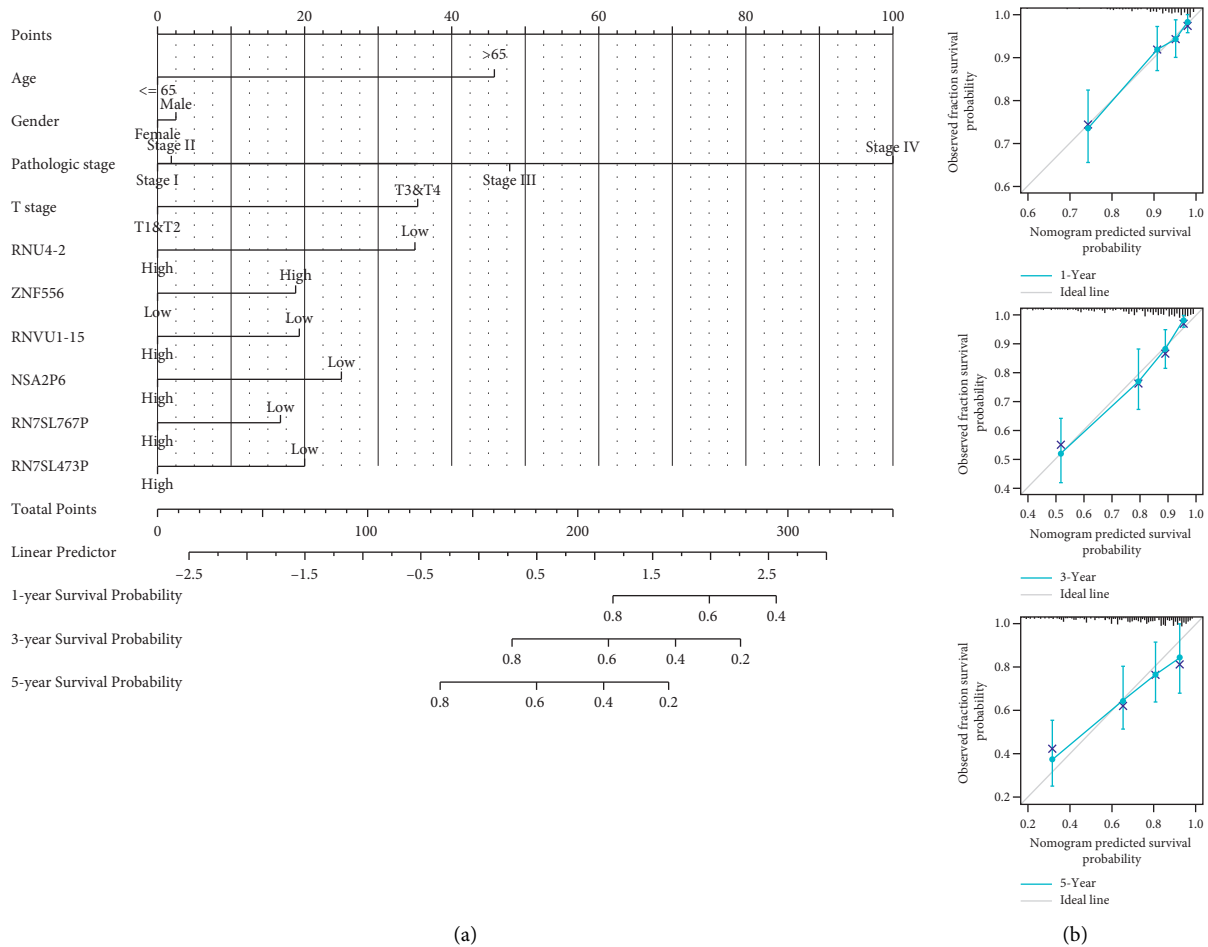 0 20 40 60 80 100
Points
>65
Age
<= 65
Male
Gender
Female
Stage II
Stage IV
Pathologic stage
Stage I
Stage III
T3&T4
T stage
T1&T2
Low
RNU4-2
High
High
ZNF556
Low
Low
RNVU1-15
High
Low
NSA2P6
High
Low
RN7SL767P
High
Low
RN7SL473P
High
Toatal Points
0 100 200 300
Linear Predictor
–2.5 –1.5 –0.5 0.5 1.5 2.5
1-year Survival Probability
0.8 0.6 0.4
3-year Survival Probability
0.8 0.6 0.4 0.2
5-year Survival Probability
0.8 0.6 0.4 0.2
(a)
Observed fraction survival
probability
1.0
0.9
0.8
0.7
0.6
0.6 0.7 0.8 0.9 1.0
Nomogram predicted survival
probability
1-Year
Ideal line
Observed fraction survival
probability
1.0
0.9
0.8
0.7
0.6
0.5
0.4
0.4 0.5 0.6 0.7 0.8 0.9 1.0
Nomogram predicted survival
probability
3-Year
Ideal line
Observed fraction survival
probability
1.0
0.8
0.6
0.4
0.2
0.2 0.4 0.6 0.8 1.0
Nomogram predicted survival
probability
5-Year
Ideal line
(b)